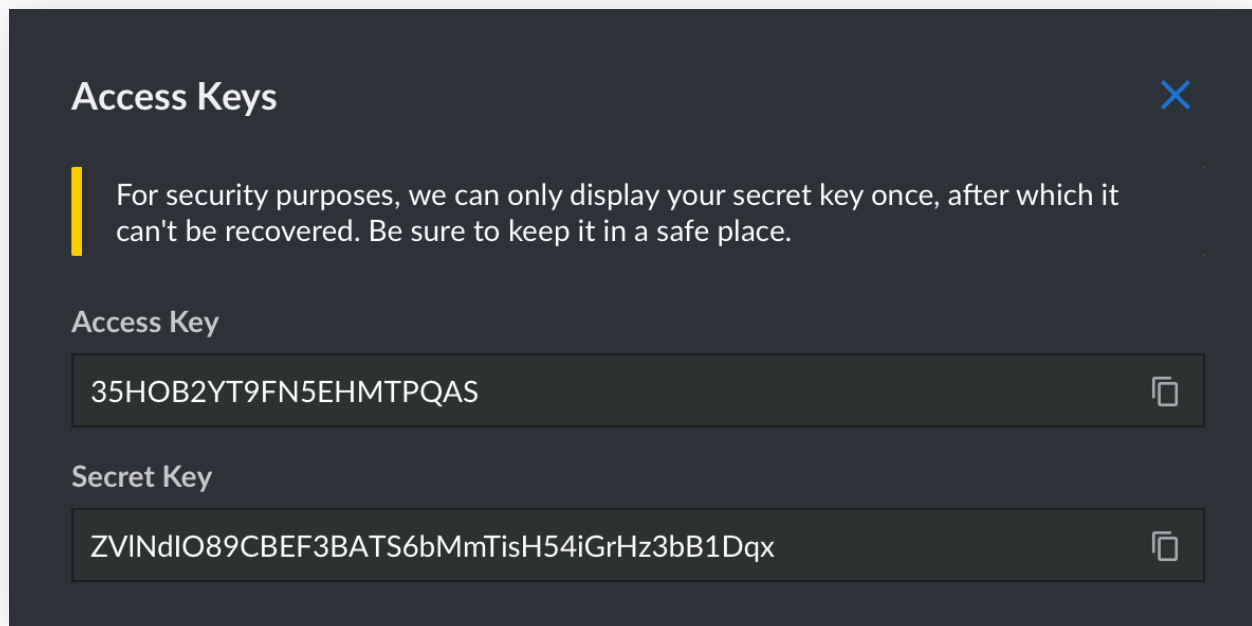 Access Keys
For security purposes, we can only display your secret key once, after which it
can't be recovered. Be sure to keep it in a safe place.
Access Key
35HOB2YT9FN5EHMTPQAS
Secret Key
ZVlNdIO89CBEF3BATS6bMmTisH54iGrHz3bB1Dqx